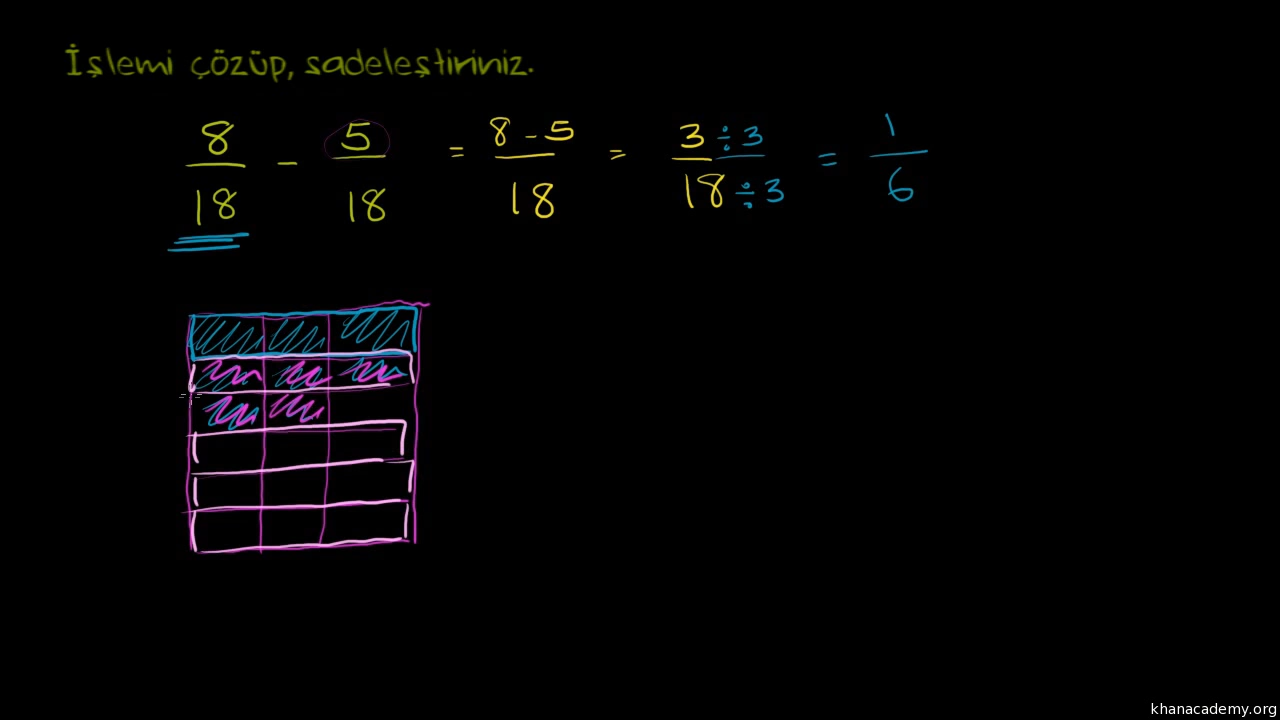 İşlemi çözüp, sadeleştiriniz.
8/18 - 5/18 = 8 - 5/18 = 3 ÷ 3/18 ÷ 3 = 1/6
khanacademy.org